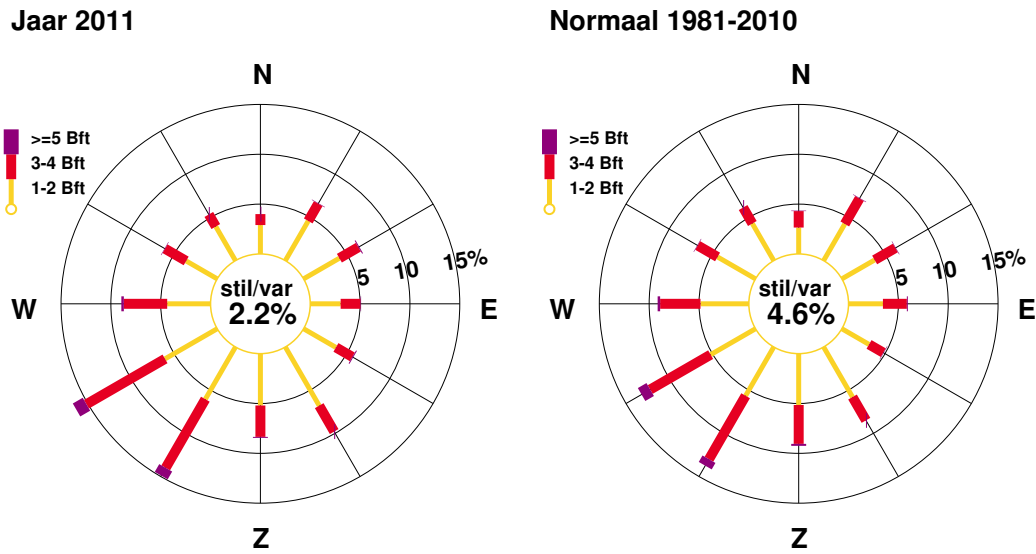 Jaar 2011
N
>=5 Bft
3-4 Bft
1-2 Bft
5
10
15%
W
stil/var
2.2%
E
Z
Normaal 1981-2010
N
>=5 Bft
3-4 Bft
1-2 Bft
5
10
15%
W
stil/var
4.6%
E
Z